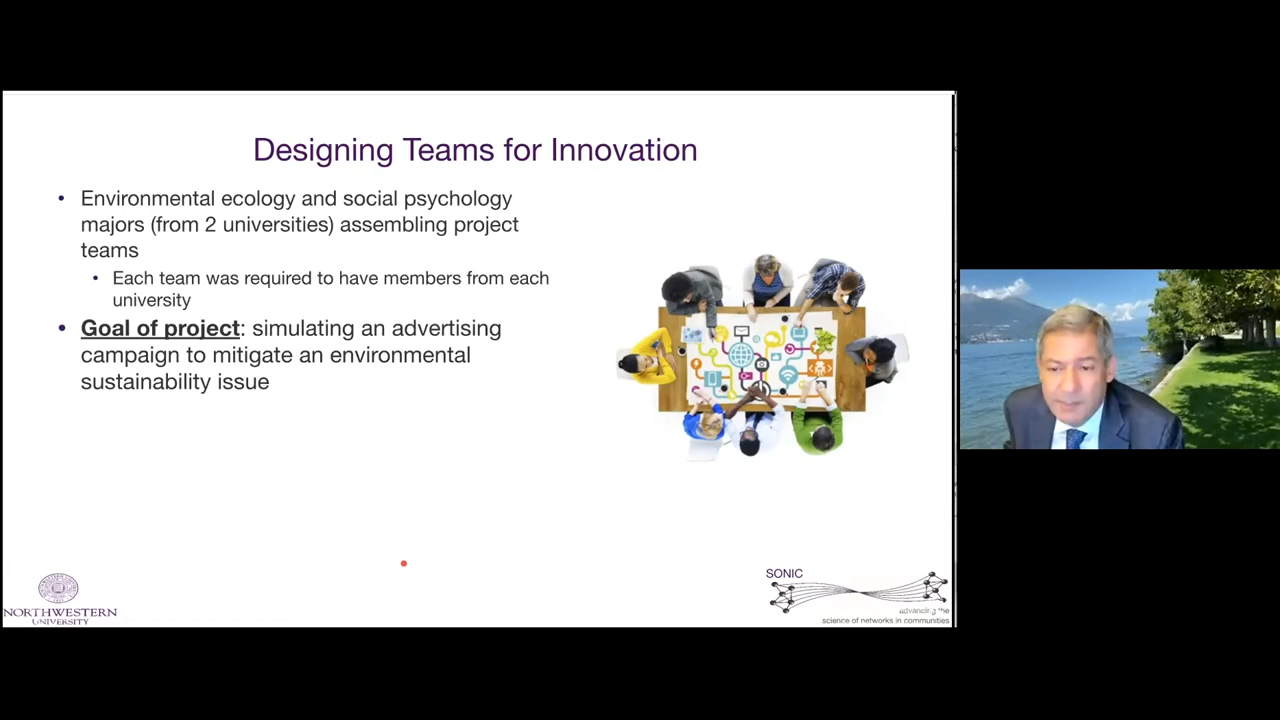 Designing Teams for Innovation
• Environmental ecology and social psychology
majors (from 2 universities) assembling project
teams
• Each team was required to have members from each
university
• Goal of project: simulating an advertising
campaign to mitigate an environmental
sustainability issue
NORTHWESTERN
UNIVERSITY
SONIC
advancing the
science of networks in communities